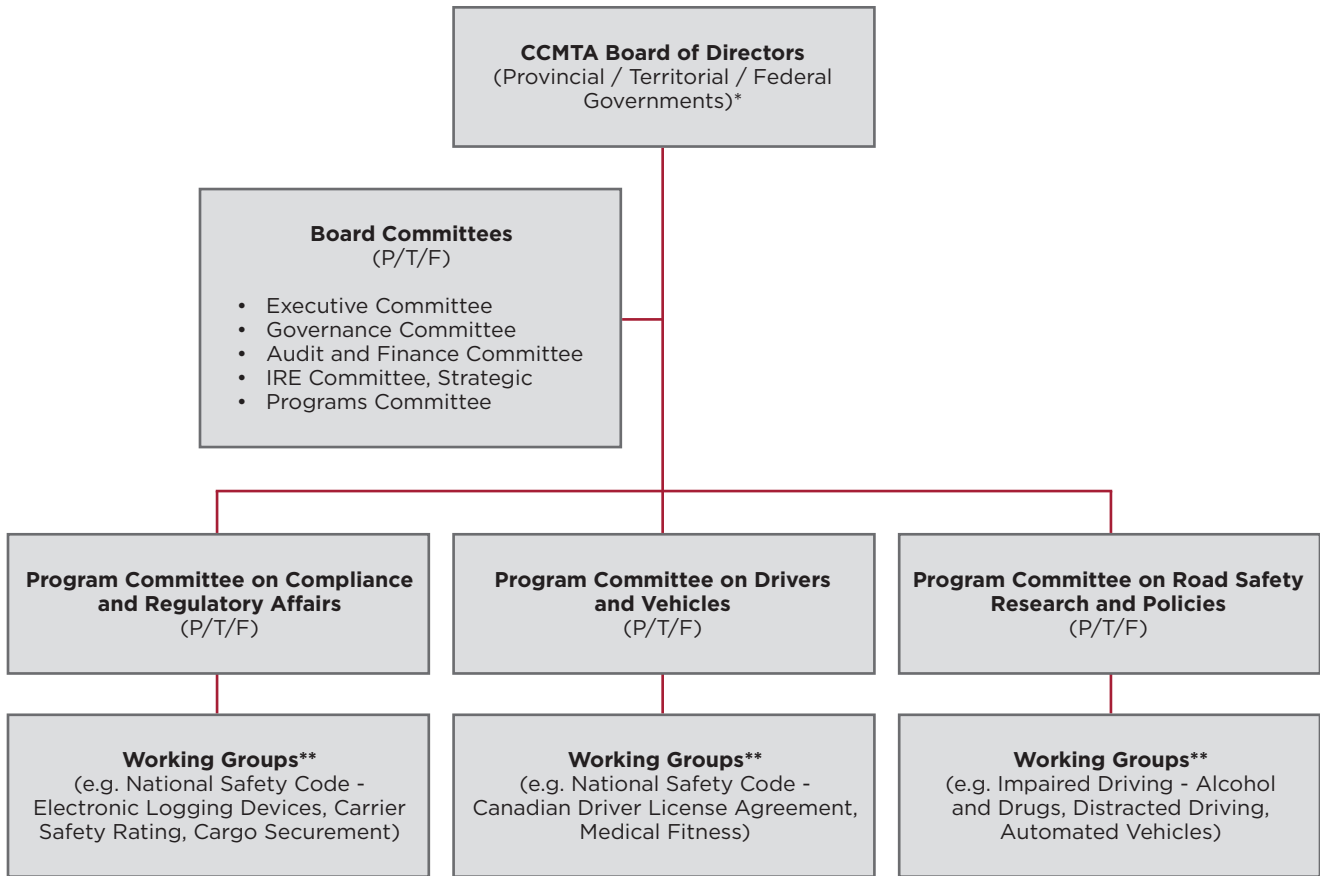 CCMTA Board of Directors
(Provincial / Territorial / Federal
Governments)*
Board Committees
(P/T/F)
• Executive Committee
• Governance Committee
• Audit and Finance Committee
• IRE Committee, Strategic
• Programs Committee
Program Committee on Compliance
and Regulatory Affairs
(P/T/F)
Program Committee on Drivers
and Vehicles
(P/T/F)
Program Committee on Road Safety
Research and Policies
(P/T/F)
Working Groups**
(e.g. National Safety Code -
Electronic Logging Devices, Carrier
Safety Rating, Cargo Securement)
Working Groups**
(e.g. National Safety Code -
Canadian Driver License Agreement,
Medical Fitness)
Working Groups**
(e.g. Impaired Driving - Alcohol
and Drugs, Distracted Driving,
Automated Vehicles)